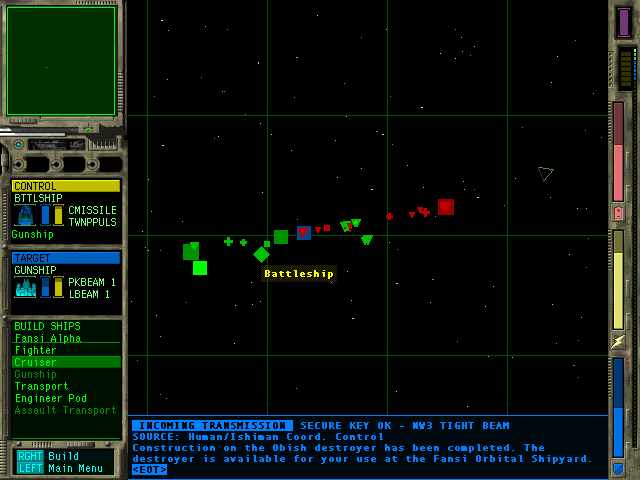 CONTROL
BTTLSHIP
CMISSILE
TWNPPULS
Gunship
TARGET
GUNSHIP
PKBEAM 1
LBEAM 1
BUILD SHIPS
Fansi Alpha
Fighter
Cruiser
Gunship
Transport
Engineer Pod
Assault Transport
RGHT Build
LEFT Main Menu
Battleship
INCOMING TRANSMISSION SECURE KEY OK - NW3 TIGHT BEAM
SOURCE: Human/Ishiman Coord. Control
Construction on the Obish destroyer has been completed. The
destroyer is available for your use at the Fansi Orbital Shipyard.
<EOT>